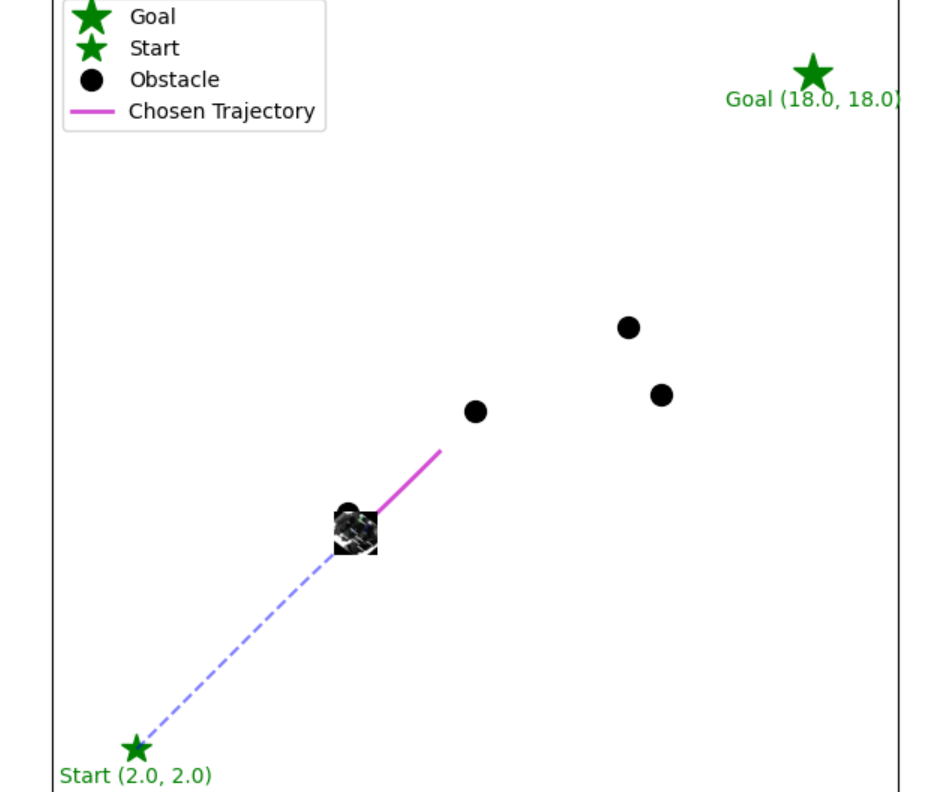 Goal
Start
Obstacle
Chosen Trajectory
Goal (18.0, 18.0)
Start (2.0, 2.0)